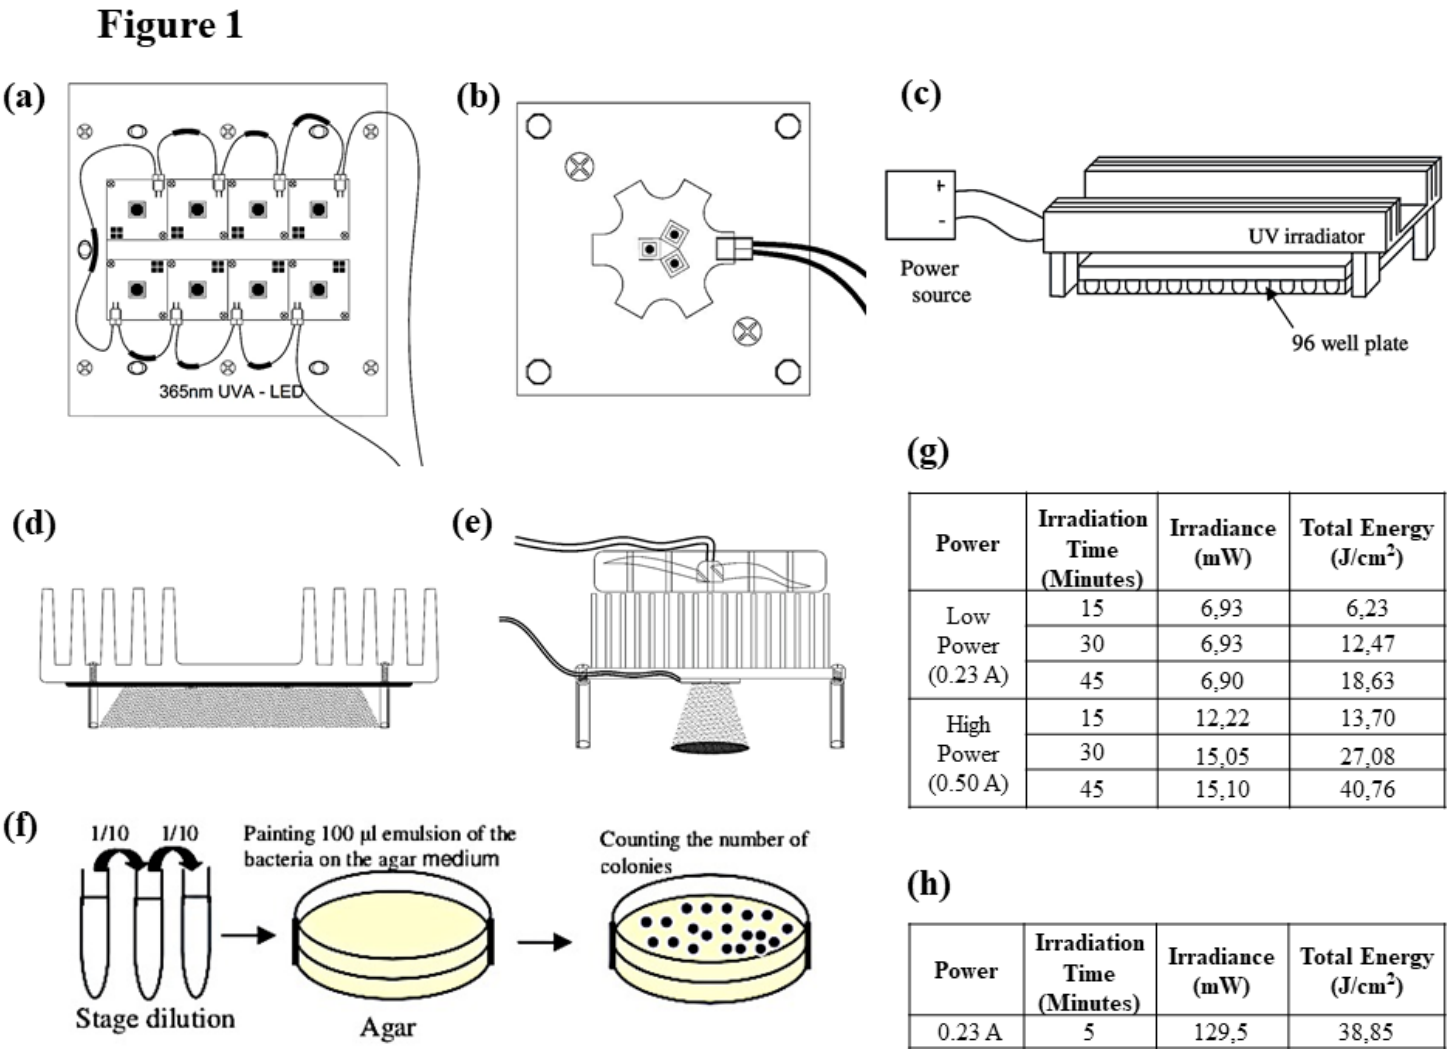 Figure 1
(a)
365nm UVA - LED
(b)
(c)
+
-
Power
source
UV irradiator
96 well plate
(d)
(e)
(f)
1/10 1/10
Stage dilution
Painting 100 µl emulsion of the
bacteria on the agar medium
Agar
Counting the number of
colonies
(g)
Power Irradiation Time (Minutes) Irradiance (mW) Total Energy (J/cm²)
Low Power (0.23 A) 15 6,93 6,23
30 6,93 12,47
45 6,90 18,63
High Power (0.50 A) 15 12,22 13,70
30 15,05 27,08
45 15,10 40,76
(h)
Power Irradiation Time (Minutes) Irradiance (mW) Total Energy (J/cm²)
0.23 A 5 129,5 38,85